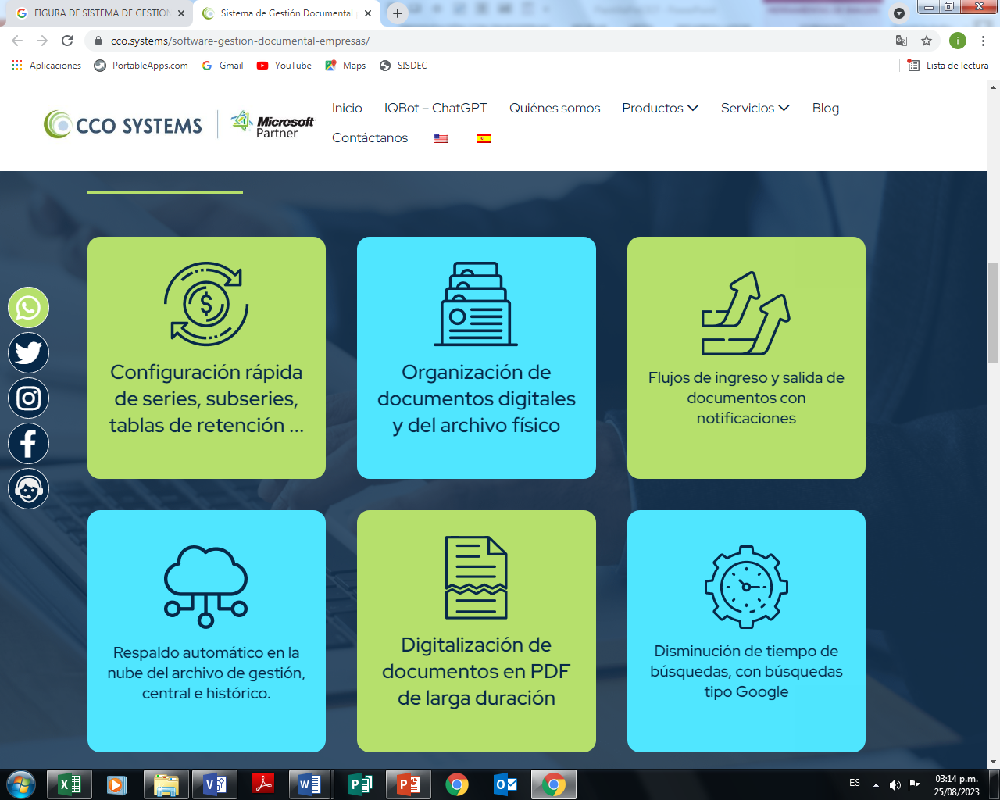 FIGURA DE SISTEMA DE GESTION
Sistema de Gestión Documental
cco.systems/software-gestion-documental-empresas/
i
Aplicaciones
PortableApps.com
Gmail
YouTube
Maps
SISDEC
Lista de lectura
CCO SYSTEMS
Microsoft
Partner
Inicio
IQBot – ChatGPT
Quiénes somos
Productos
Servicios
Blog
Contáctanos
Configuración rápida
de series, subseries,
tablas de retención ...
Organización de
documentos digitales
y del archivo físico
Flujos de ingreso y salida de
documentos con
notificaciones
Respaldo automático en la
nube del archivo de gestión,
central e histórico.
Digitalización de
documentos en PDF
de larga duración
Disminución de tiempo de
búsquedas, con búsquedas
tipo Google
ES
03:14 p.m.
25/08/2023